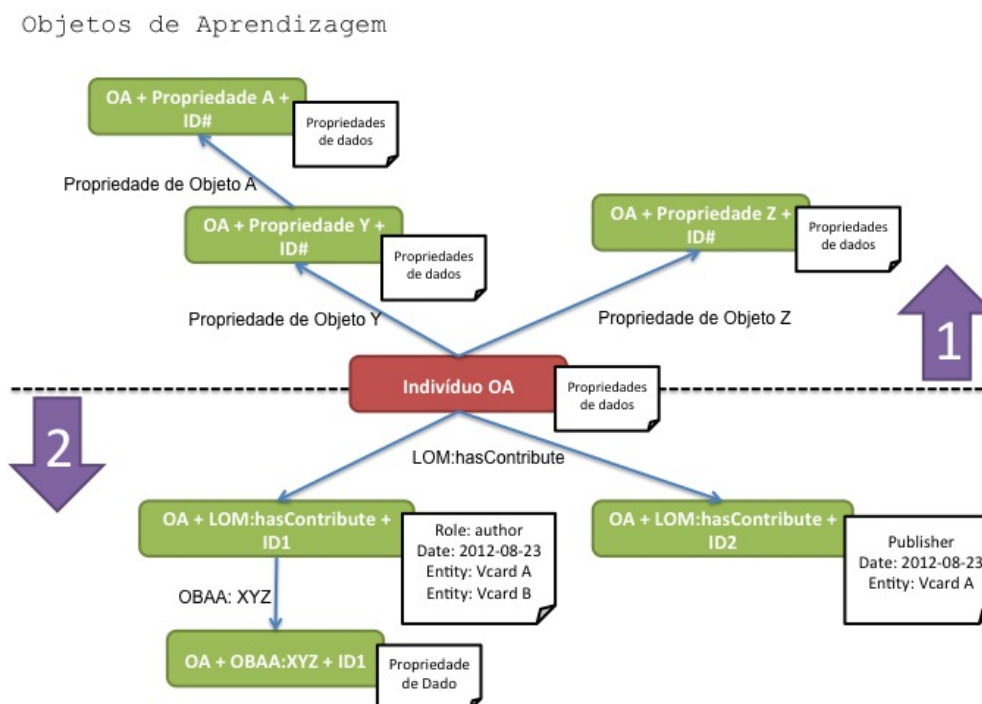 Objetos de Aprendizagem
OA + Propriedade A +
ID#
Propriedades
de dados
Propriedade de Objeto A
OA + Propriedade Y +
ID#
Propriedades
de dados
OA + Propriedade Z +
ID#
Propriedades
de dados
Propriedade de Objeto Y
Propriedade de Objeto Z
1
Indivíduo OA
Propriedades
de dados
2
LOM:hasContribute
OA + LOM:hasContribute +
ID1
Role: author
Date: 2012-08-23
Entity: Vcard A
Entity: Vcard B
OA + LOM:hasContribute +
ID2
Publisher
Date: 2012-08-23
Entity: Vcard A
OBAA: XYZ
OA + OBAA:XYZ + ID1
Propriedade
de Dado